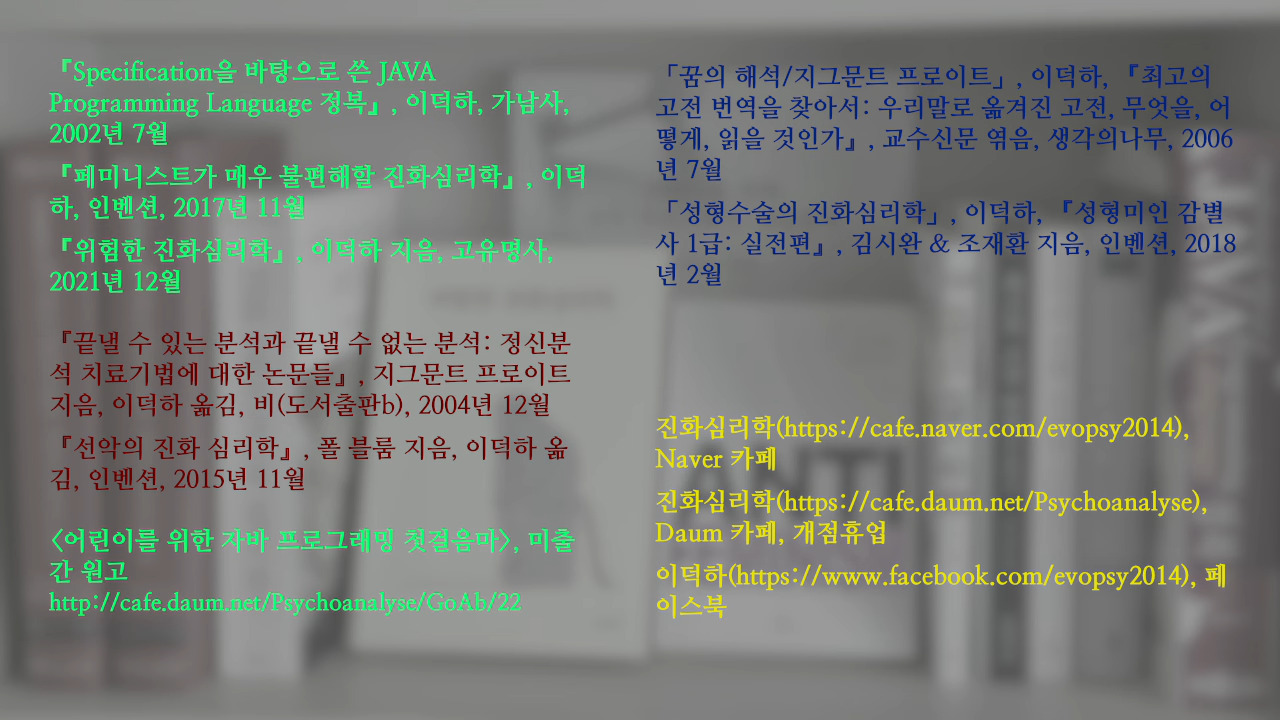 『Specification을 바탕으로 쓴 JAVA
Programming Language 정복』, 이덕하, 가남사,
2002년 7월
『페미니스트가 매우 불편해할 진화심리학』, 이덕
하, 인벤션, 2017년 11월
『위험한 진화심리학』, 이덕하 지음, 고유명사,
2021년 12월
『끝낼 수 있는 분석과 끝낼 수 없는 분석: 정신분
석 치료기법에 대한 논문들』, 지그문트 프로이트
지음, 이덕하 옮김, 비(도서출판b), 2004년 12월
『선악의 진화 심리학』, 폴 블룸 지음, 이덕하 옮
김, 인벤션, 2015년 11월
<어린이를 위한 자바 프로그래밍 첫걸음마>, 미출
간 원고
http://cafe.daum.net/Psychoanalyse/GoAb/22
「꿈의 해석/지그문트 프로이트」, 이덕하, 『최고의
고전 번역을 찾아서: 우리말로 옮겨진 고전, 무엇을, 어
떻게, 읽을 것인가』, 교수신문 엮음, 생각의나무, 2006
년 7월
「성형수술의 진화심리학」, 이덕하, 『성형미인 감별
사 1급: 실전편』, 김시완 & 조재환 지음, 인벤션, 2018
년 2월
진화심리학(https://cafe.naver.com/evopsy2014),
Naver 카페
진화심리학(https://cafe.daum.net/Psychoanalyse),
Daum 카페, 개점휴업
이덕하(https://www.facebook.com/evopsy2014), 페
이스북